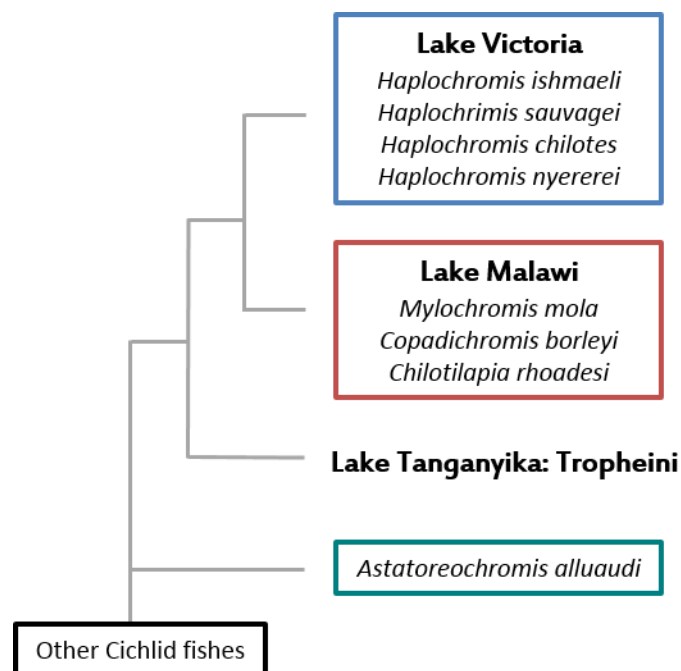 Lake Victoria
Haplochromis ishmaeli
Haplochrimis sauvagei
Haplochromis chilotes
Haplochromis nyererei
Lake Malawi
Mylochromis mola
Copadichromis borleyi
Chilotilapia rhoadesi
Lake Tanganyika: Tropheini
Astatoreochromis alluaudi
Other Cichlid fishes